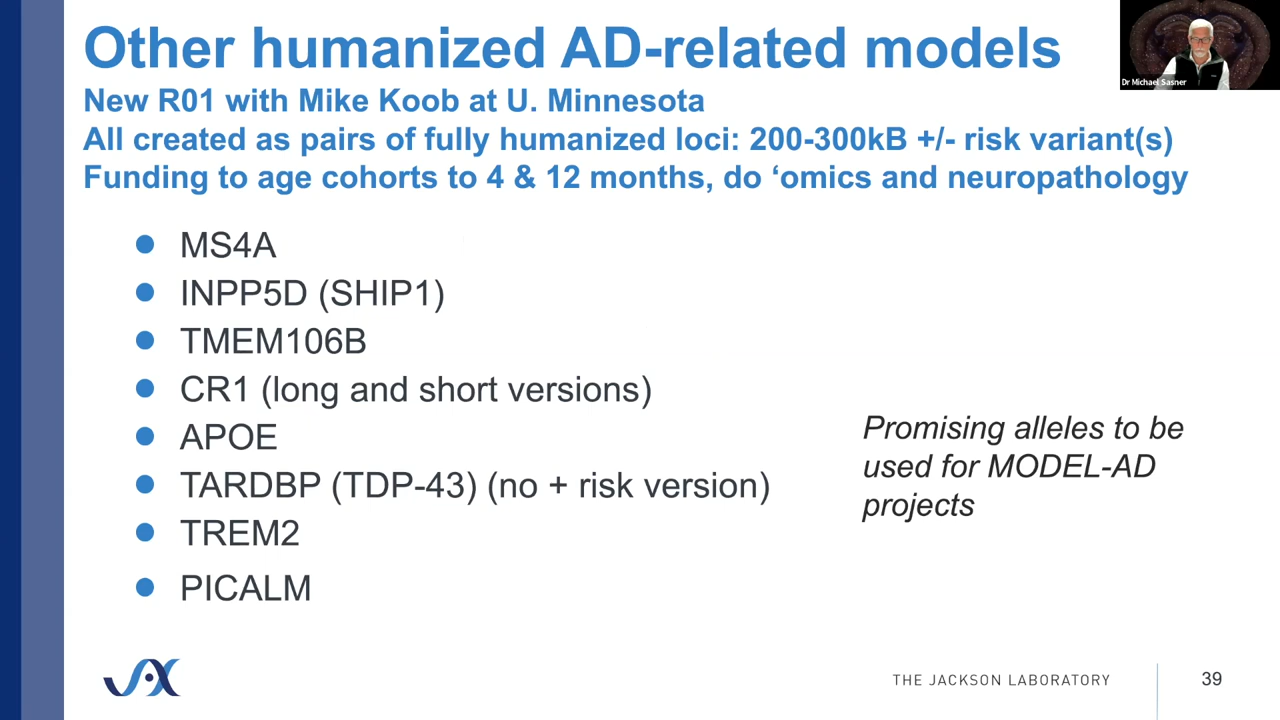 Other humanized AD-related models
New R01 with Mike Koob at U. Minnesota
All created as pairs of fully humanized loci: 200-300kB +/- risk variant(s)
Funding to age cohorts to 4 & 12 months, do ‘omics and neuropathology
Dr Michael Sasner
MS4A
INPP5D (SHIP1)
TMEM106B
CR1 (long and short versions)
APOE
TARDBP (TDP-43) (no + risk version)
TREM2
PICALM
Promising alleles to be
used for MODEL-AD
projects
JAX
THE JACKSON LABORATORY
39